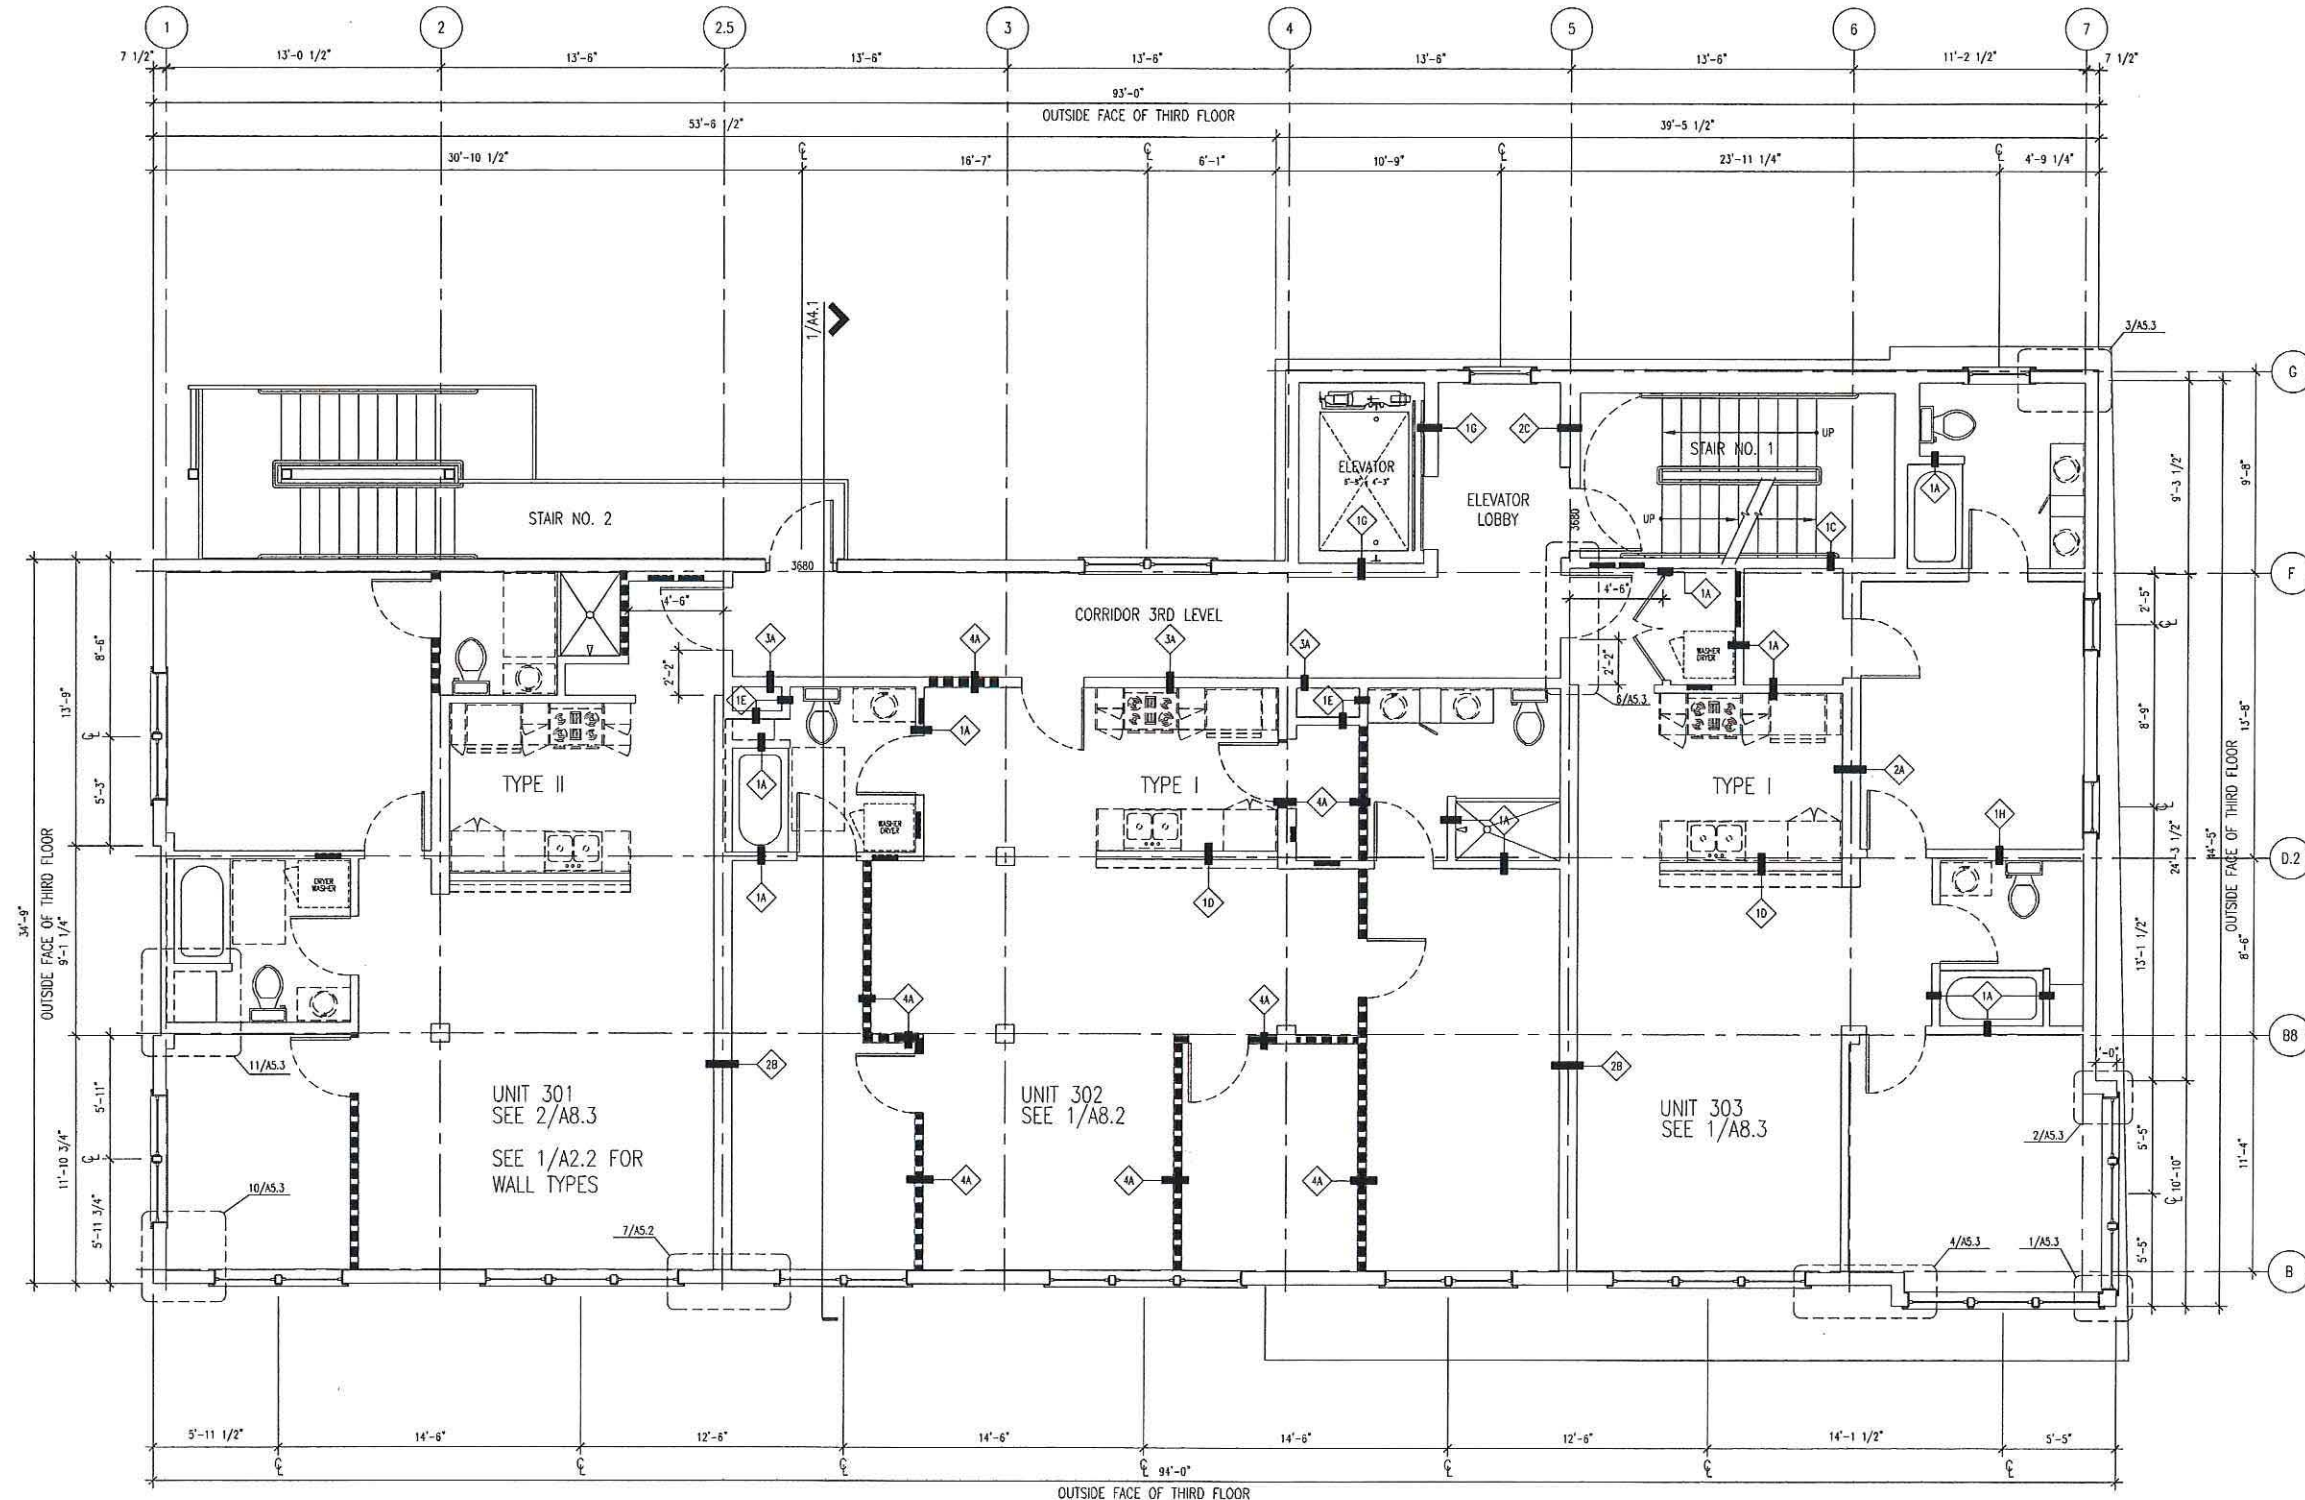 1 2 2.5 3 4 5 6 7
7 1/2" 13'-0 1/2" 13'-6" 13'-6" 13'-6" 13'-6" 13'-6" 11'-2 1/2" 7 1/2"
93'-0"
OUTSIDE FACE OF THIRD FLOOR
53'-6 1/2" 39'-5 1/2"
30'-10 1/2" 16'-7" 6'-1" 10'-9" 23'-11 1/4" 4'-9 1/4"
1/A4.1
3/A5.3
G
STAIR NO. 2
ELEVATOR
1G
1G
2C
ELEVATOR
LOBBY
STAIR NO. 1
UP
UP
3680
1C
1A
9'-3 1/2"
9'-8"
3680
F
CORRIDOR 3RD LEVEL
4'-6"
2'-2"
3A
4A
3A
3A
4'-6"
2'-2"
1A
WASHER
DRYER
1A
6/A5.3
2'-5"
8'-9"
13'-8"
8'-6"
13'-9"
5'-3"
1E
1A
1A
1A
1E
TYPE II
TYPE I
TYPE I
WASHER
DRYER
4A
1A
2A
1H
D.2
DRYER
WASHER
1D
1D
34'-9"
OUTSIDE FACE OF THIRD FLOOR
9'-1 1/4"
24'-3 1/2"
44'-5"
OUTSIDE FACE OF THIRD FLOOR
13'-1 1/2"
8'-6"
4A
4A
1A
B8
11/A5.3
2B
2B
UNIT 301
SEE 2/A8.3
SEE 1/A2.2 FOR
WALL TYPES
UNIT 302
SEE 1/A8.2
UNIT 303
SEE 1/A8.3
5'-11"
11'-10 3/4"
5'-11 3/4"
10/A5.3
7/A5.2
4A
4A
4A
2/A5.3
4/A5.3
1/A5.3
5'-5"
10'-10"
5'-5"
11'-4"
B
5'-11 1/2" 14'-6" 12'-6" 14'-6" 14'-6" 12'-6" 14'-1 1/2" 5'-5"
94'-0"
OUTSIDE FACE OF THIRD FLOOR